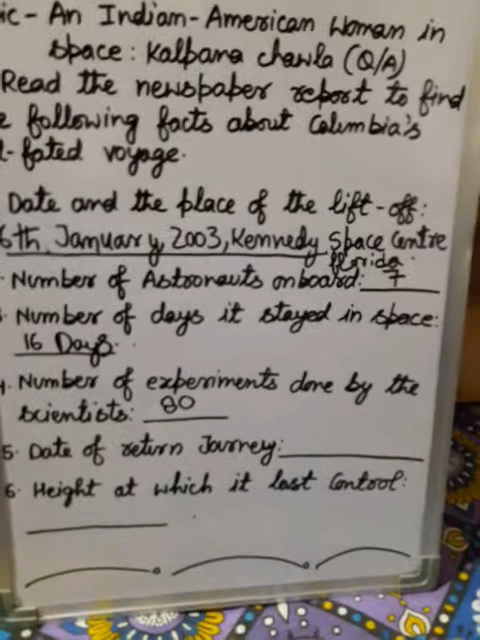 ic- An Indian-American Woman in
space: Kalpana chawla (Q/A)
Read the newspaper report to find
e following facts about Columbia's
l-fated voyage.
Date and the place of the lift-off:
6th January, 2003, Kennedy Space Centre
florida
Number of Astronauts onboard: 7
Number of days it stayed in space:
16 Days.
4. Number of experiments done by the
scientists: 80
5. Date of return Jarney:
6. Height at which it last Control: